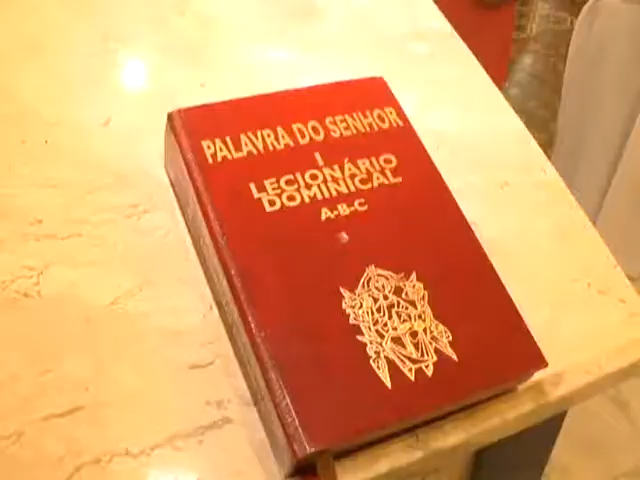 PALAVRA DO SENHOR
I
LECIONÁRIO
DOMINICAL
A-B-C